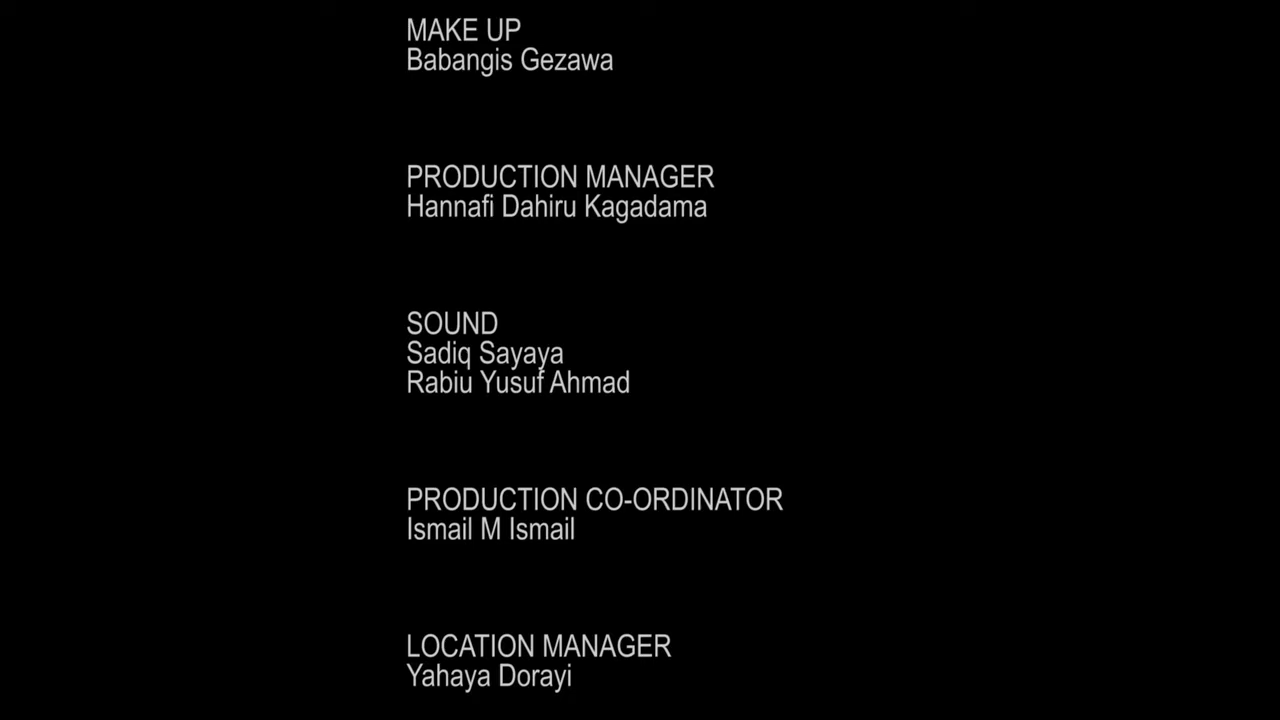 MAKE UP
Babangis Gezawa
PRODUCTION MANAGER
Hannafi Dahiru Kagadama
SOUND
Sadiq Sayaya
Rabiu Yusuf Ahmad
PRODUCTION CO-ORDINATOR
Ismail M Ismail
LOCATION MANAGER
Yahaya Dorayi